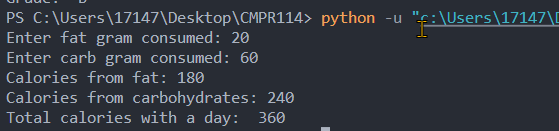 Grade: B
PS C:\Users\17147\Desktop\CMPR114> python -u "c:\Users\17147\D
Enter fat gram consumed: 20
Enter carb gram consumed: 60
Calories from fat: 180
Calories from carbohydrates: 240
Total calories with a day:  360